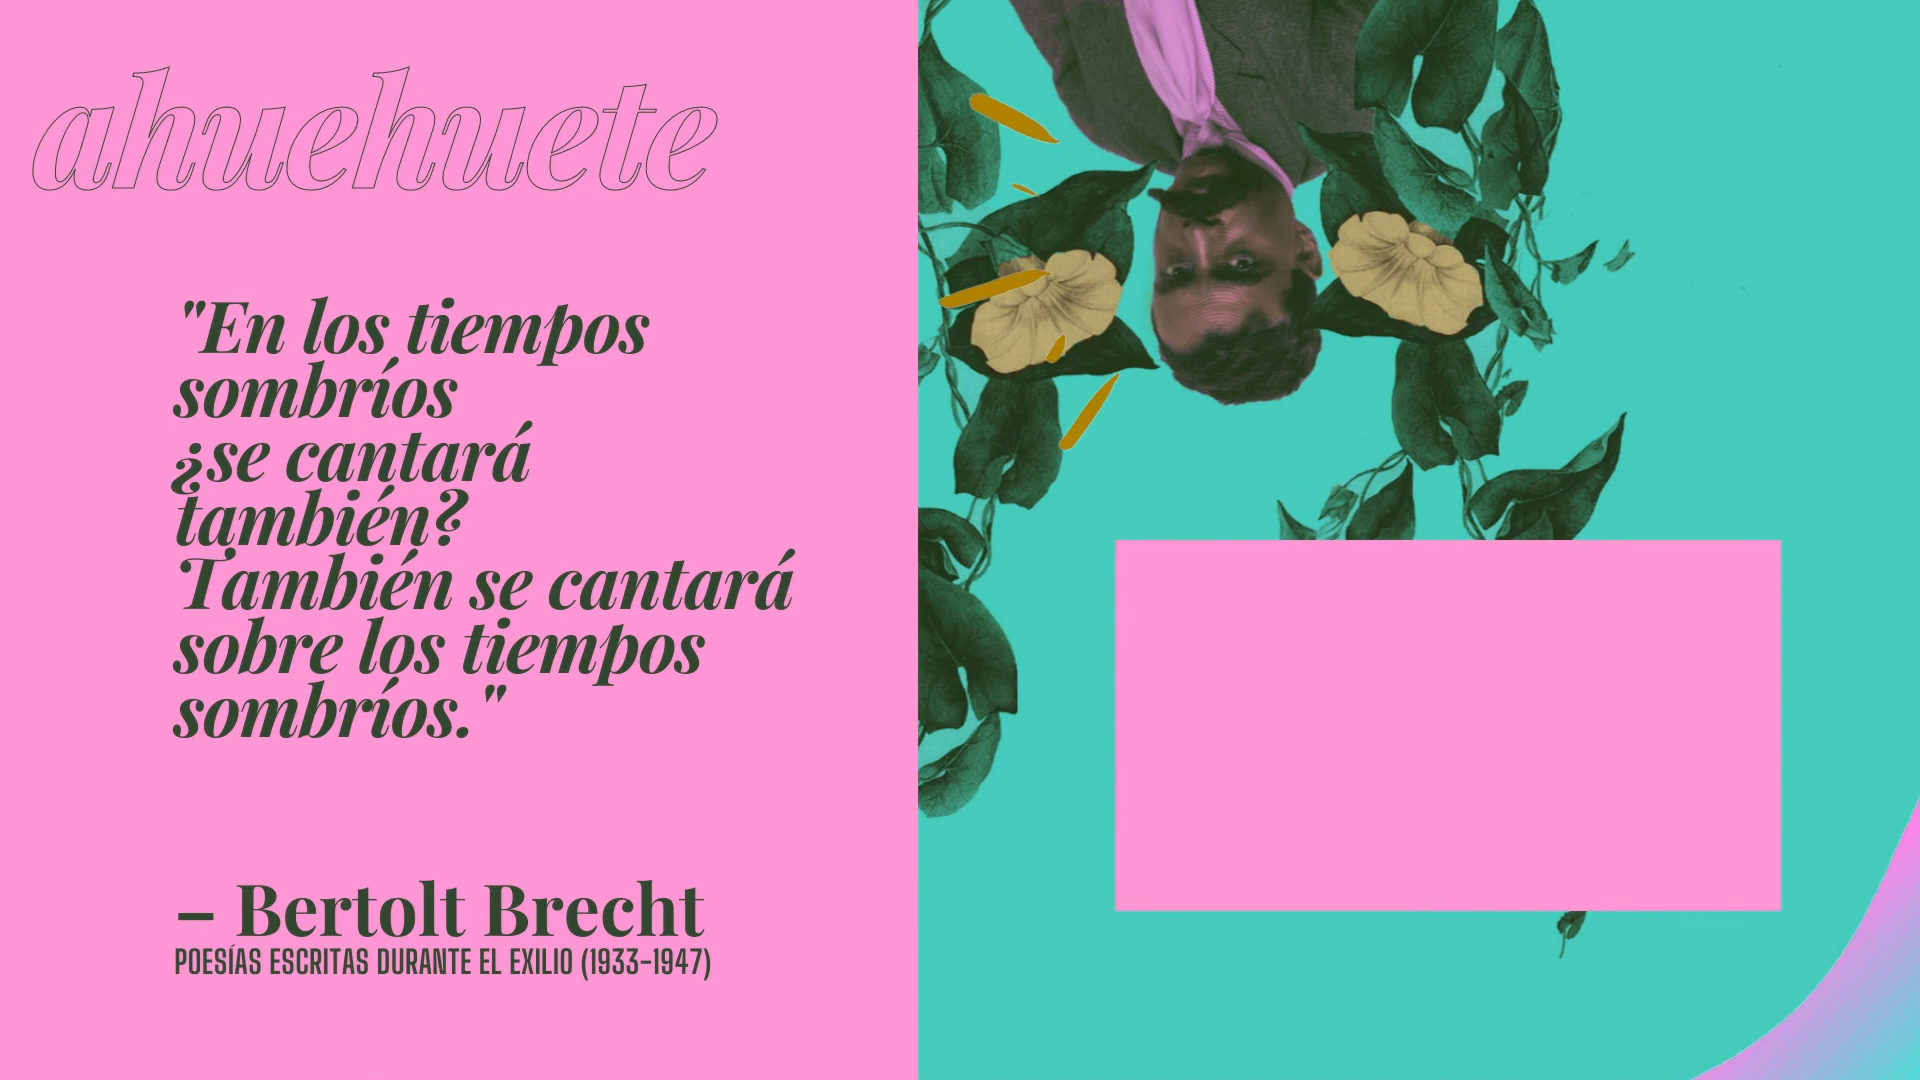 ahuehuete
"En los tiempos
sombríos
¿se cantará
también?
También se cantará
sobre los tiempos
sombríos."
– Bertolt Brecht
POESÍAS ESCRITAS DURANTE EL EXILIO (1933-1947)